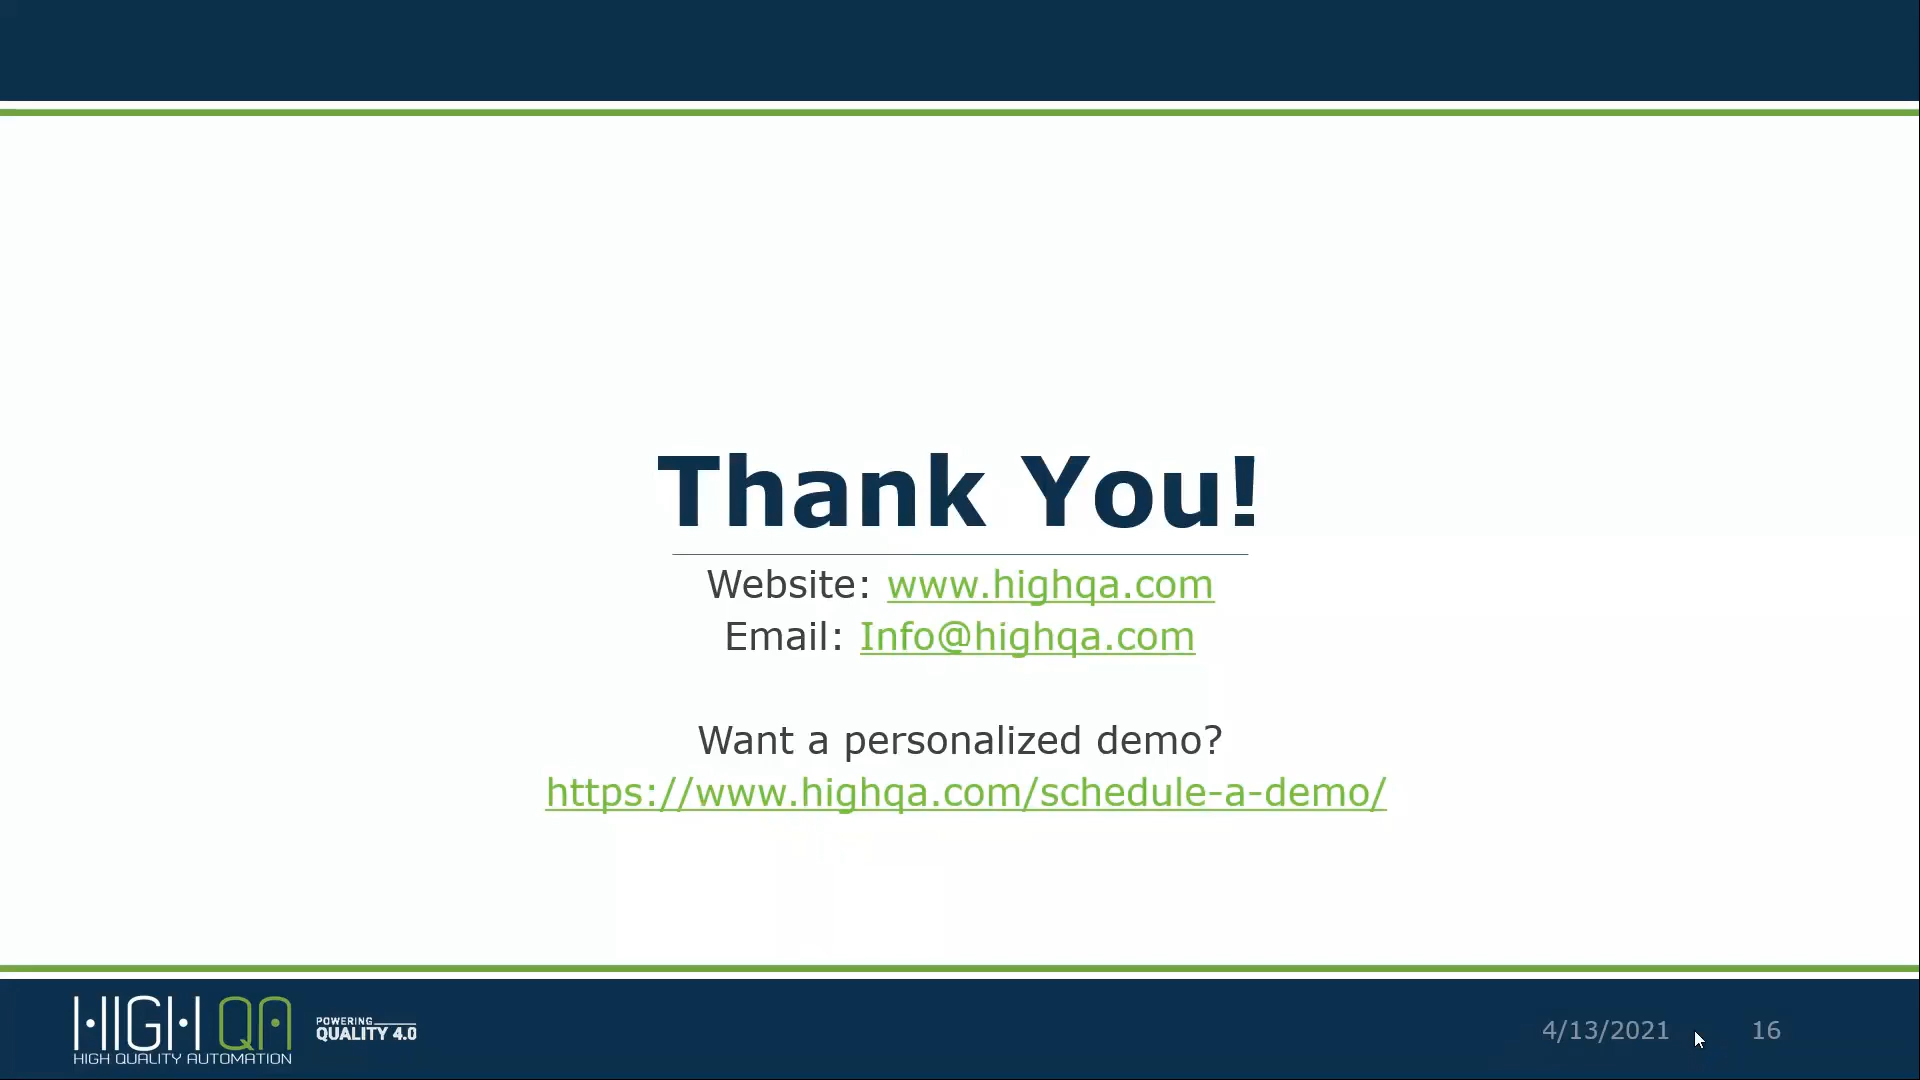 Thank You!
Website: www.highqa.com
Email: Info@highqa.com
Want a personalized demo?
https://www.highqa.com/schedule-a-demo/
HIGH QA
HIGH QUALITY AUTOMATION
POWERING
QUALITY 4.0
4/13/2021
16